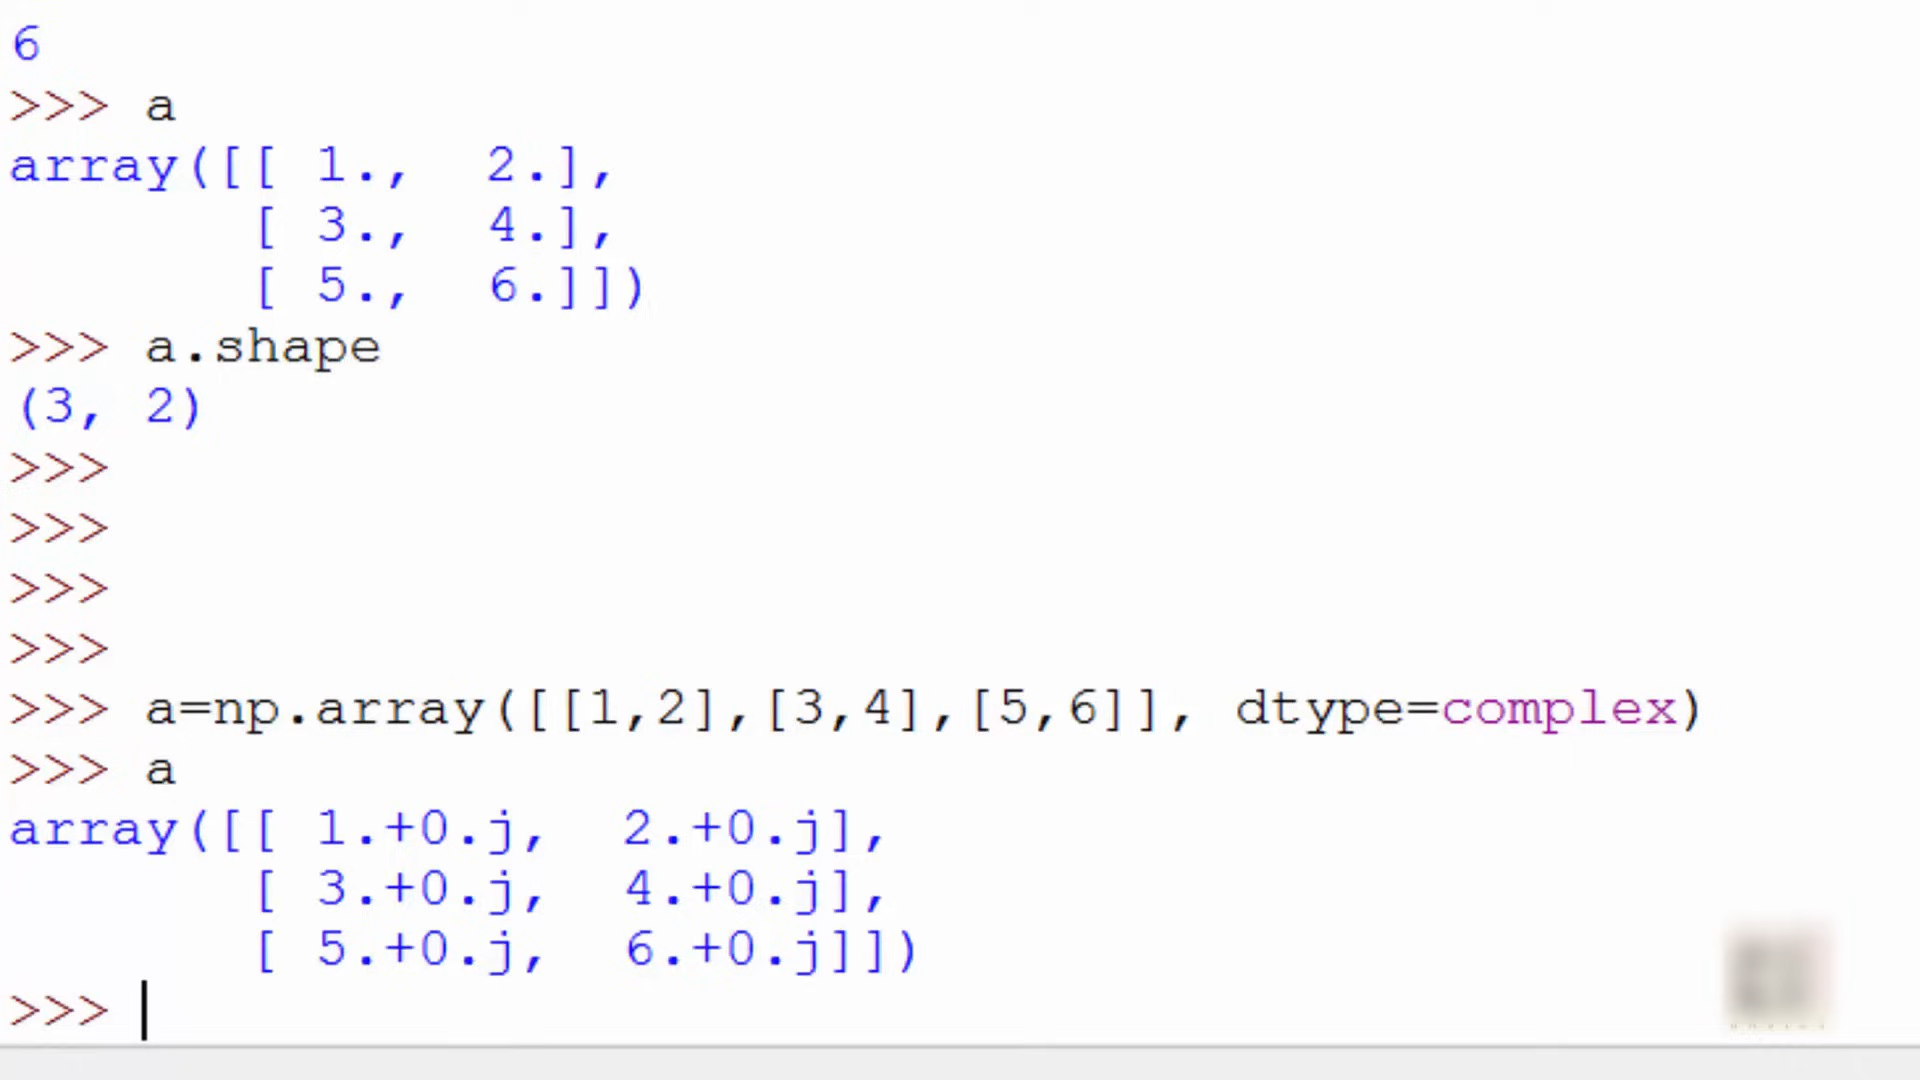 6
>>> a
array([[ 1.,  2.],
       [ 3.,  4.],
       [ 5.,  6.]])
>>> a.shape
(3, 2)
>>>
>>>
>>>
>>>
>>> a=np.array([[1,2],[3,4],[5,6]], dtype=complex)
>>> a
array([[ 1.+0.j,  2.+0.j],
       [ 3.+0.j,  4.+0.j],
       [ 5.+0.j,  6.+0.j]])
>>>